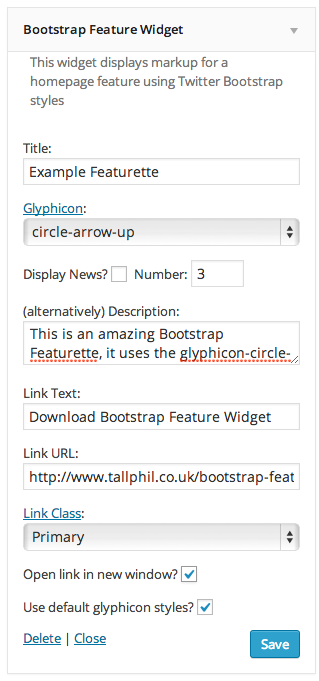 Bootstrap Feature Widget
This widget displays markup for a
homepage feature using Twitter Bootstrap
styles
Title:
Example Featurette
Glyphicon:
circle-arrow-up
Display News? Number: 3
(alternatively) Description:
This is an amazing Bootstrap
Featurette, it uses the glyphicon-circle-
Link Text:
Download Bootstrap Feature Widget
Link URL:
http://www.tallphil.co.uk/bootstrap-feat
Link Class:
Primary
Open link in new window?
Use default glyphicon styles?
Delete | Close
Save